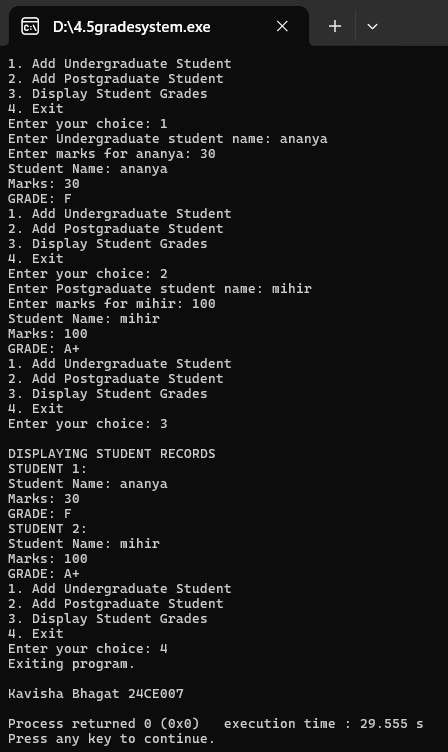 D:\4.5gradesystem.exe
1. Add Undergraduate Student
2. Add Postgraduate Student
3. Display Student Grades
4. Exit
Enter your choice: 1
Enter Undergraduate student name: ananya
Enter marks for ananya: 30
Student Name: ananya
Marks: 30
GRADE: F
1. Add Undergraduate Student
2. Add Postgraduate Student
3. Display Student Grades
4. Exit
Enter your choice: 2
Enter Postgraduate student name: mihir
Enter marks for mihir: 100
Student Name: mihir
Marks: 100
GRADE: A+
1. Add Undergraduate Student
2. Add Postgraduate Student
3. Display Student Grades
4. Exit
Enter your choice: 3
DISPLAYING STUDENT RECORDS
STUDENT 1:
Student Name: ananya
Marks: 30
GRADE: F
STUDENT 2:
Student Name: mihir
Marks: 100
GRADE: A+
1. Add Undergraduate Student
2. Add Postgraduate Student
3. Display Student Grades
4. Exit
Enter your choice: 4
Exiting program.
Kavisha Bhagat 24CE007
Process returned 0 (0x0)   execution time : 29.555 s
Press any key to continue.